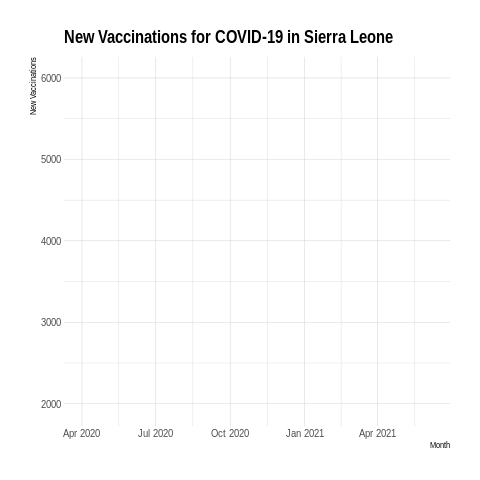 New Vaccinations for COVID-19 in Sierra Leone
New Vaccinations
6000
5000
4000
3000
2000
Apr 2020 Jul 2020 Oct 2020 Jan 2021 Apr 2021
Month